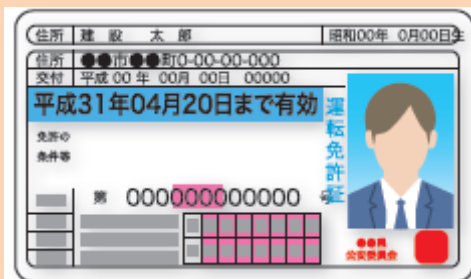 住所 建設 太郎 昭和00年 0月00日生
住所 ●●市●●町0-00-00-000
交付 平成00年 00月 00日 00000
平成31年04月20日まで有効
免許の
条件等
運転免許証
第 000000000000 号
●●県
公安委員会